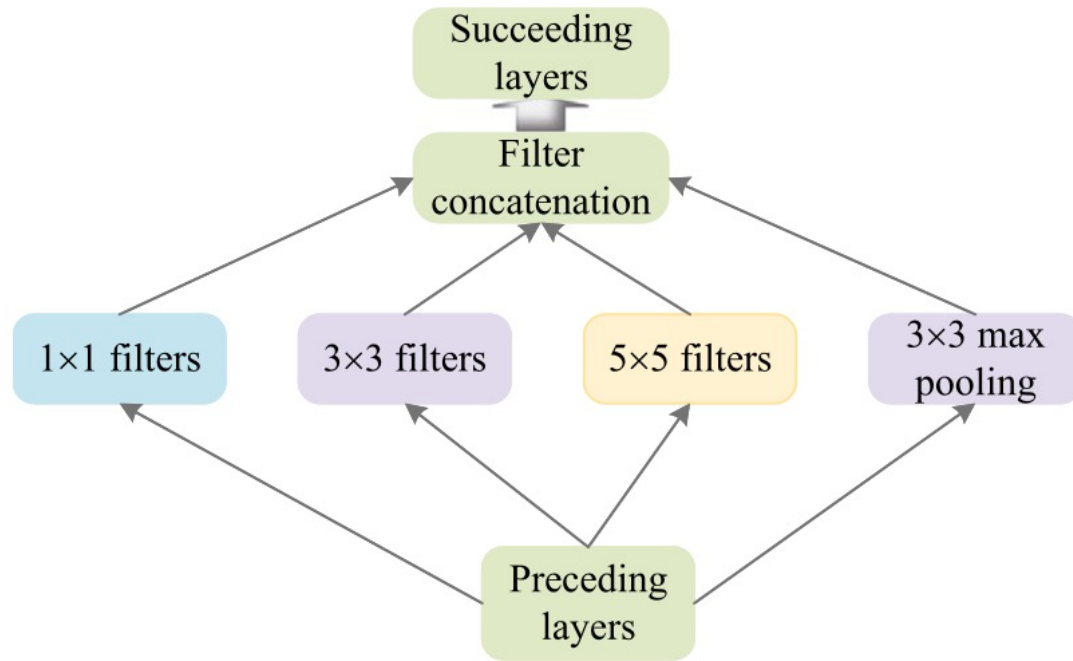 Succeeding
layers
Filter
concatenation
1×1 filters
3×3 filters
5×5 filters
3×3 max
pooling
Preceding
layers